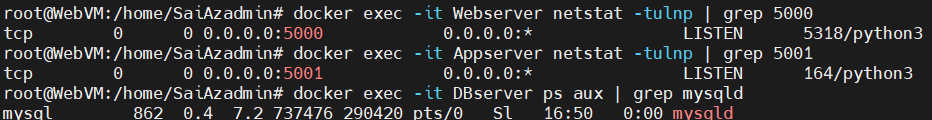 root@WebVM:/home/SaiAzadmin# docker exec -it Webserver netstat -tulnp | grep 5000
tcp        0      0 0.0.0.0:5000            0.0.0.0:*               LISTEN      5318/python3
root@WebVM:/home/SaiAzadmin# docker exec -it Appserver netstat -tulnp | grep 5001
tcp        0      0 0.0.0.0:5001            0.0.0.0:*               LISTEN      164/python3
root@WebVM:/home/SaiAzadmin# docker exec -it DBserver ps aux | grep mysqld
mysql        862  0.4  7.2 737476 290420 pts/0   Sl   16:50   0:00 mysqld